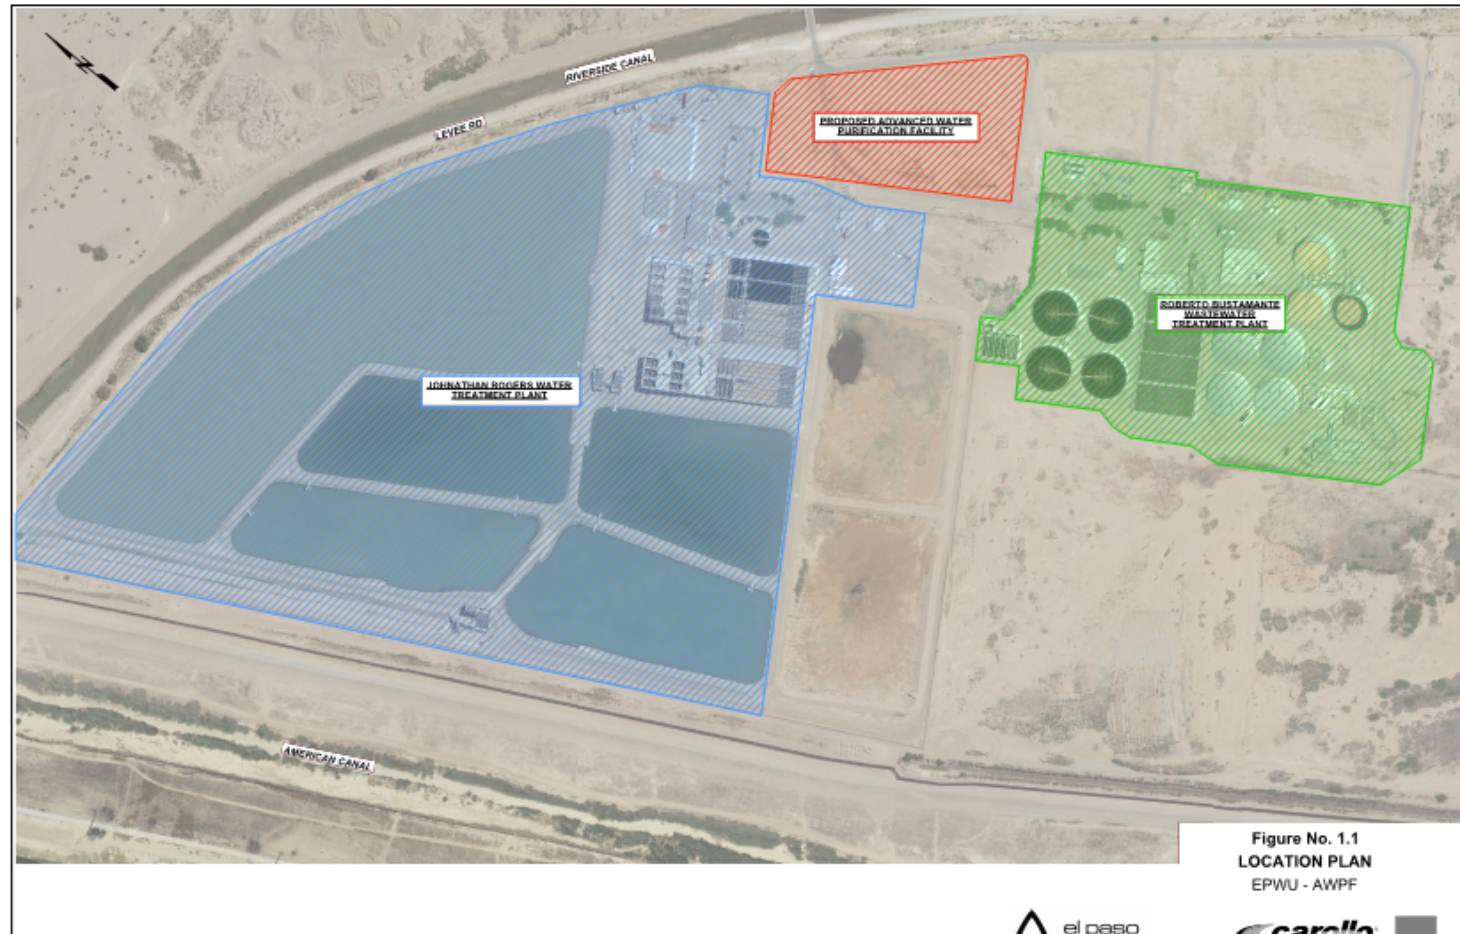 N
RIVERSIDE CANAL
LEVEE RD
PROPOSED ADVANCED WATER
PURIFICATION FACILITY
ROBERTO BUSTAMANTE
WASTEWATER
TREATMENT PLANT
JOHNATHAN ROGERS WATER
TREATMENT PLANT
AMERICAN CANAL
Figure No. 1.1
LOCATION PLAN
EPWU - AWPF
el paso
carollo